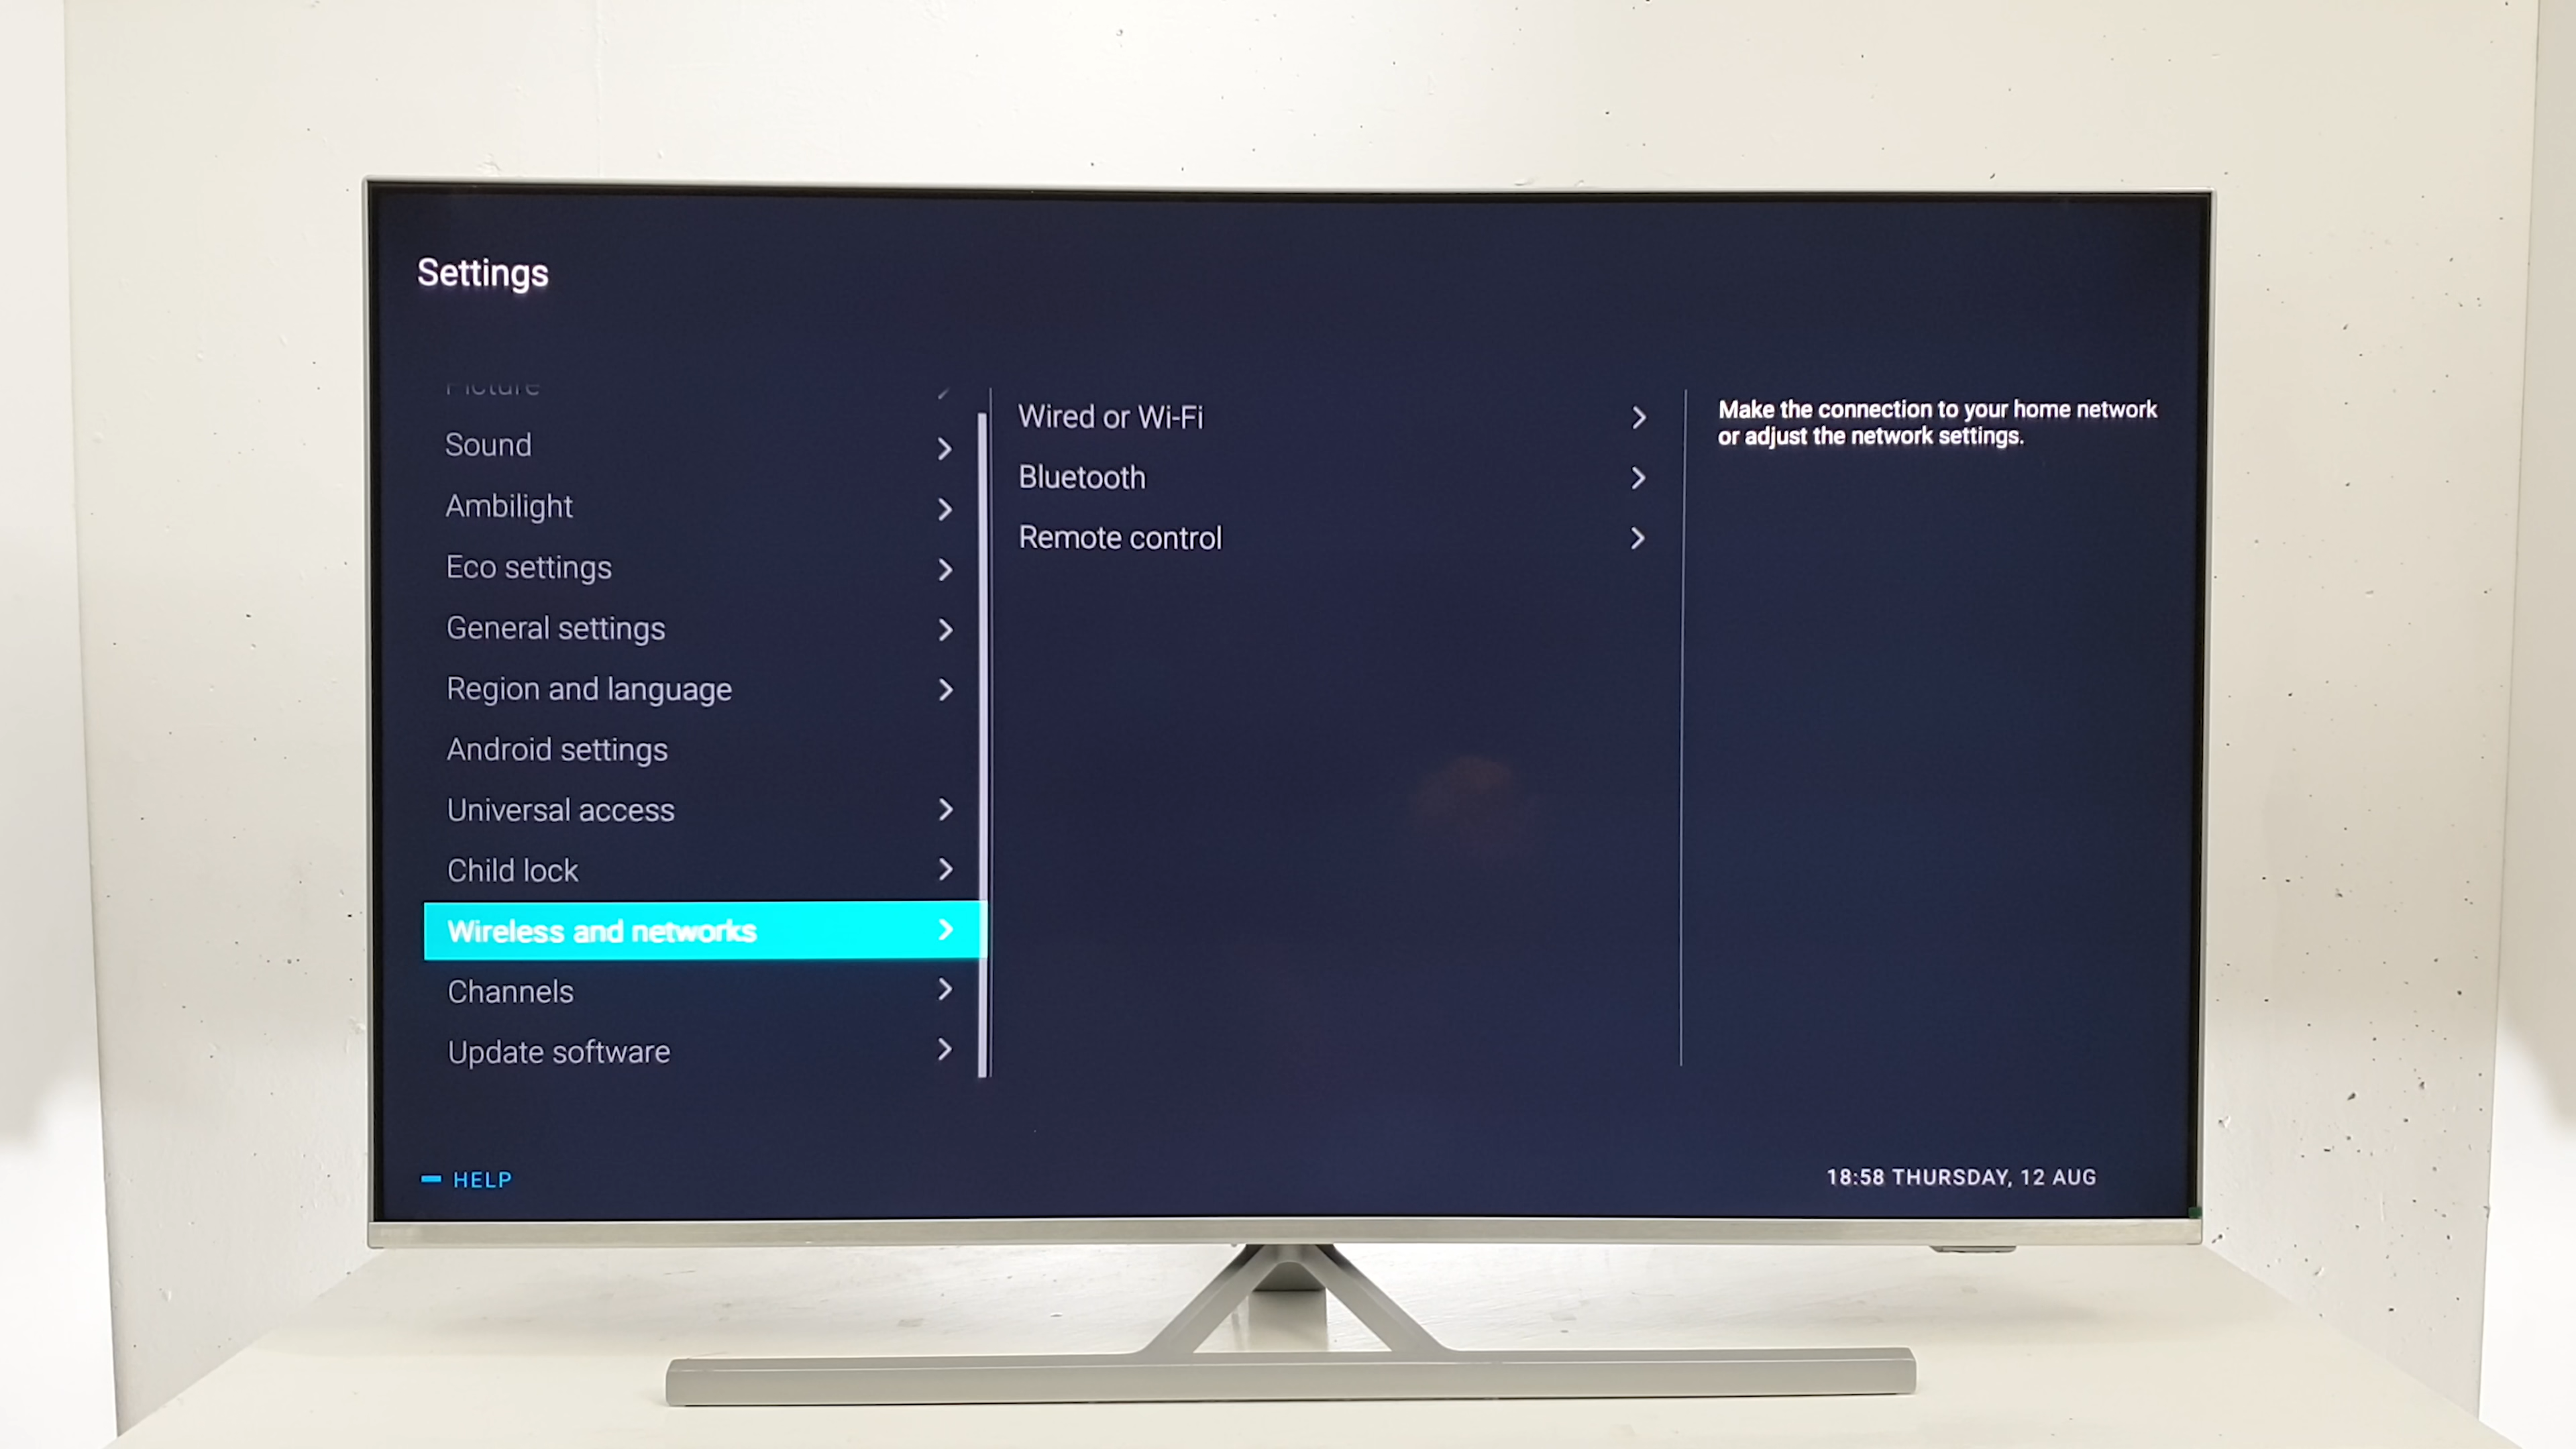 Settings
Picture
Sound
Ambilight
Eco settings
General settings
Region and language
Android settings
Universal access
Child lock
Wireless and networks
Channels
Update software
Wired or Wi-Fi
Bluetooth
Remote control
Make the connection to your home network
or adjust the network settings.
HELP
18:58 THURSDAY, 12 AUG